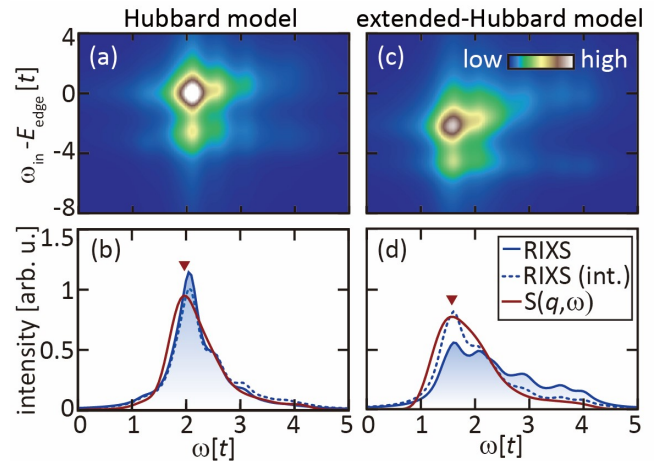 Hubbard model
extended-Hubbard model
4
0
-4
-8
ω_in -E_edge [t]
(a)
(c)
low high
1.5
1
0.5
0
intensity [arb. u.]
(b)
(d)
RIXS
RIXS (int.)
S(q,ω)
0 1 2 3 4 5
0 1 2 3 4 5
ω[t]
ω[t]